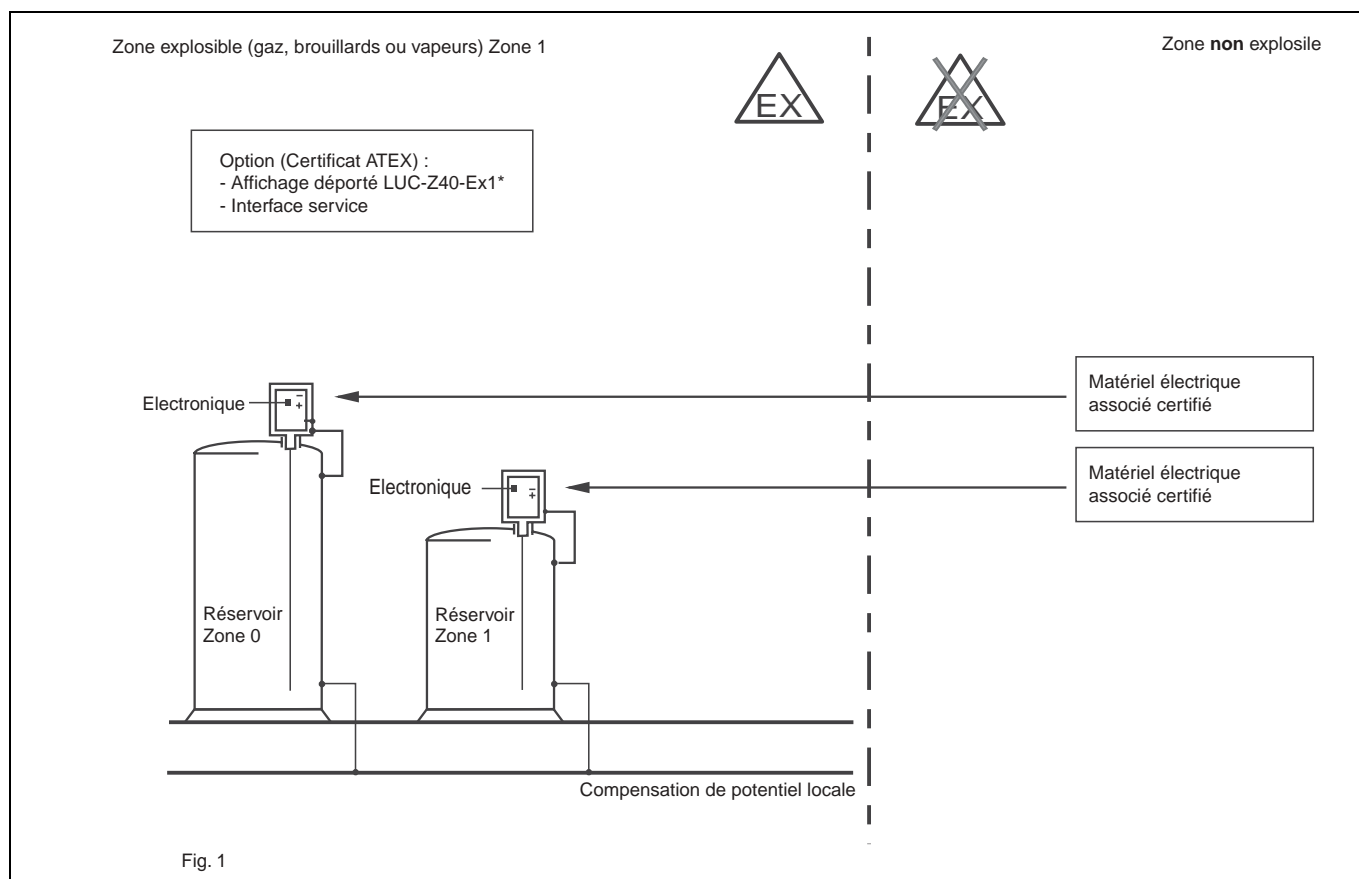 Zone explosible (gaz, brouillards ou vapeurs) Zone 1
Zone non explosile
EX
EX
Option (Certificat ATEX) :
- Affichage déporté LUC-Z40-Ex1*
- Interface service
Electronique
- +
Matériel électrique
associé certifié
Electronique
- +
Matériel électrique
associé certifié
Réservoir
Zone 0
Réservoir
Zone 1
Compensation de potentiel locale
Fig. 1